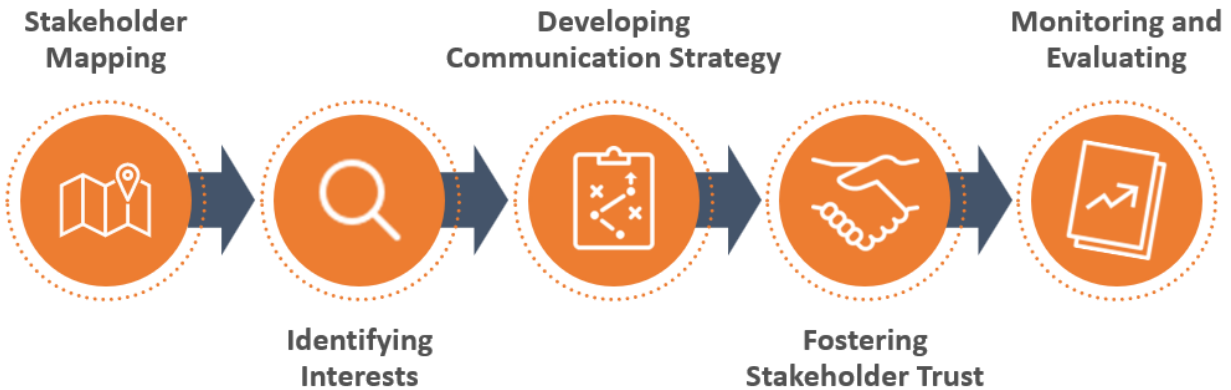 Stakeholder
Mapping
Identifying
Interests
Developing
Communication Strategy
Fostering
Stakeholder Trust
Monitoring and
Evaluating